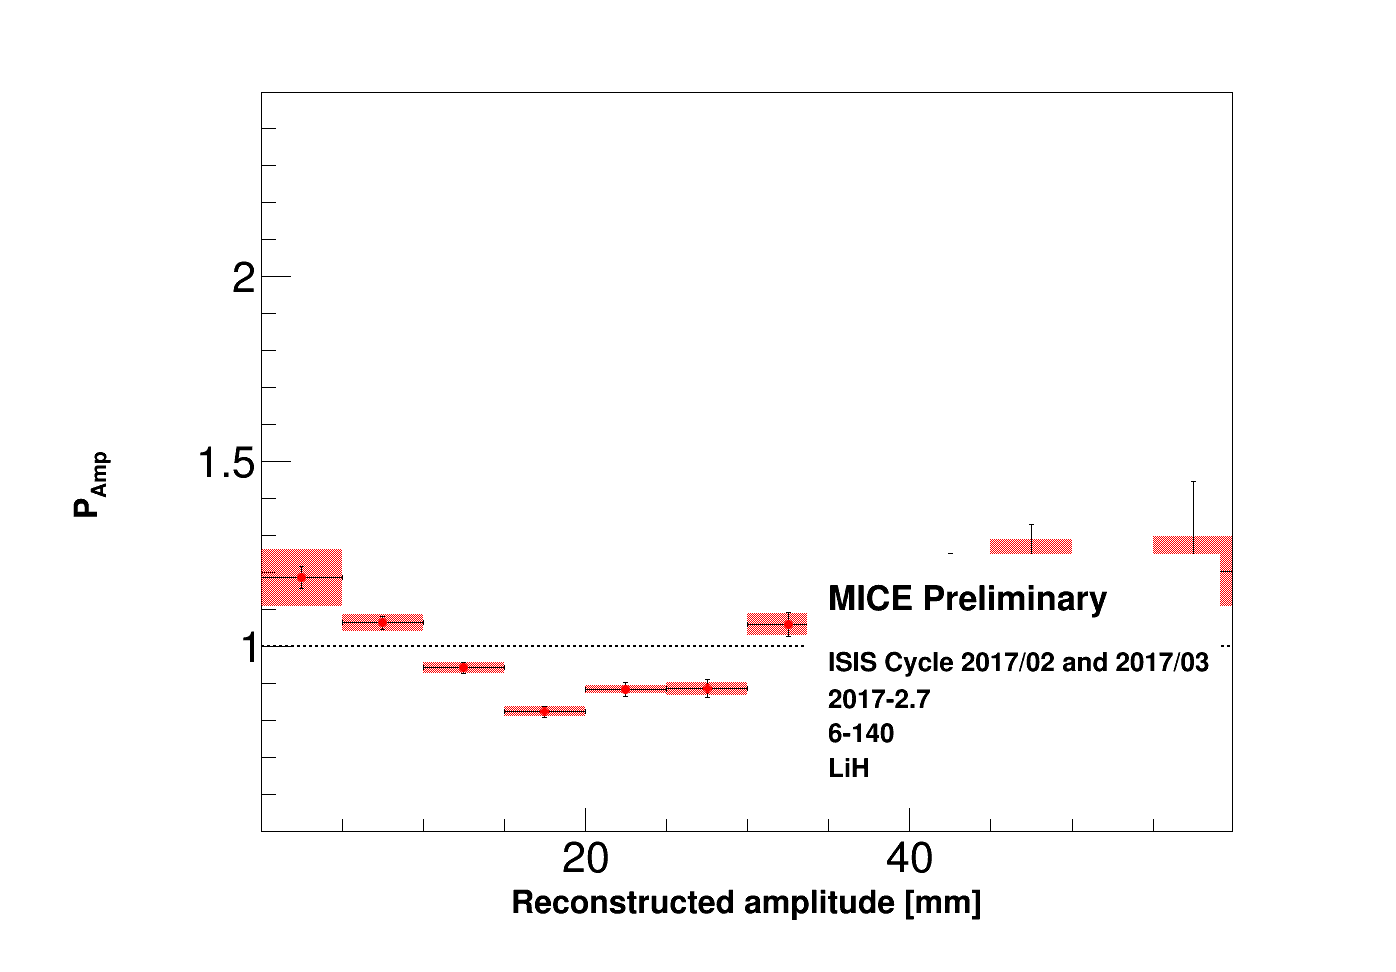 2
1.5
P_Amp
1
MICE Preliminary
ISIS Cycle 2017/02 and 2017/03
2017-2.7
6-140
LiH
20 40
Reconstructed amplitude [mm]